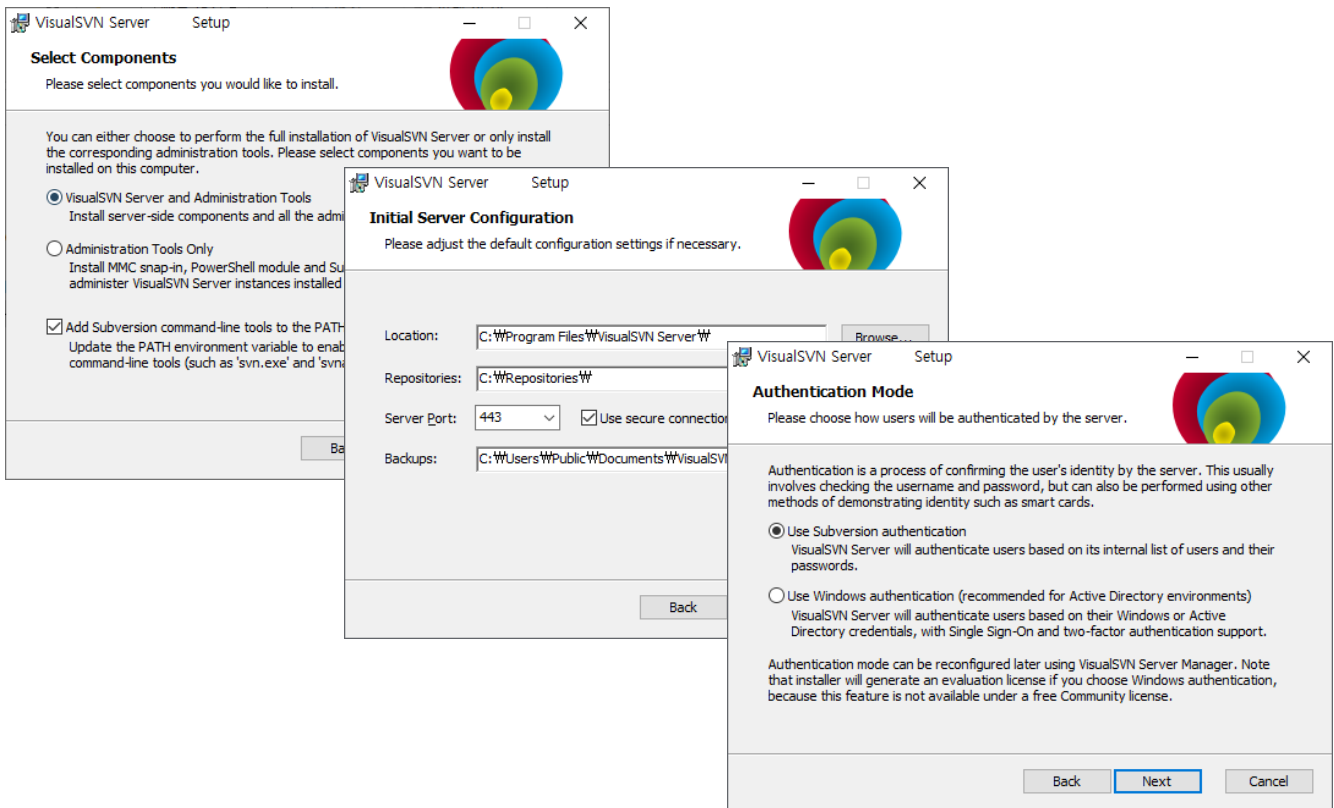 VisualSVN Server Setup
Select Components
Please select components you would like to install.
You can either choose to perform the full installation of VisualSVN Server or only install
the corresponding administration tools. Please select components you want to be
installed on this computer.
VisualSVN Server and Administration Tools
Install server-side components and all the admi
Administration Tools Only
Install MMC snap-in, PowerShell module and Su
administer VisualSVN Server instances installed
Add Subversion command-line tools to the PATH
Update the PATH environment variable to enab
command-line tools (such as 'svn.exe' and 'svna
Ba
VisualSVN Server Setup
Initial Server Configuration
Please adjust the default configuration settings if necessary.
Location: C:₩Program Files₩VisualSVN Server₩ Browse...
Repositories: C:₩Repositories₩
Server Port: 443 Use secure connection
Backups: C:₩Users₩Public₩Documents₩VisualSVN
Back
VisualSVN Server Setup
Authentication Mode
Please choose how users will be authenticated by the server.
Authentication is a process of confirming the user's identity by the server. This usually
involves checking the username and password, but can also be performed using other
methods of demonstrating identity such as smart cards.
Use Subversion authentication
VisualSVN Server will authenticate users based on its internal list of users and their
passwords.
Use Windows authentication (recommended for Active Directory environments)
VisualSVN Server will authenticate users based on their Windows or Active
Directory credentials, with Single Sign-On and two-factor authentication support.
Authentication mode can be reconfigured later using VisualSVN Server Manager. Note
that installer will generate an evaluation license if you choose Windows authentication,
because this feature is not available under a free Community license.
Back Next Cancel